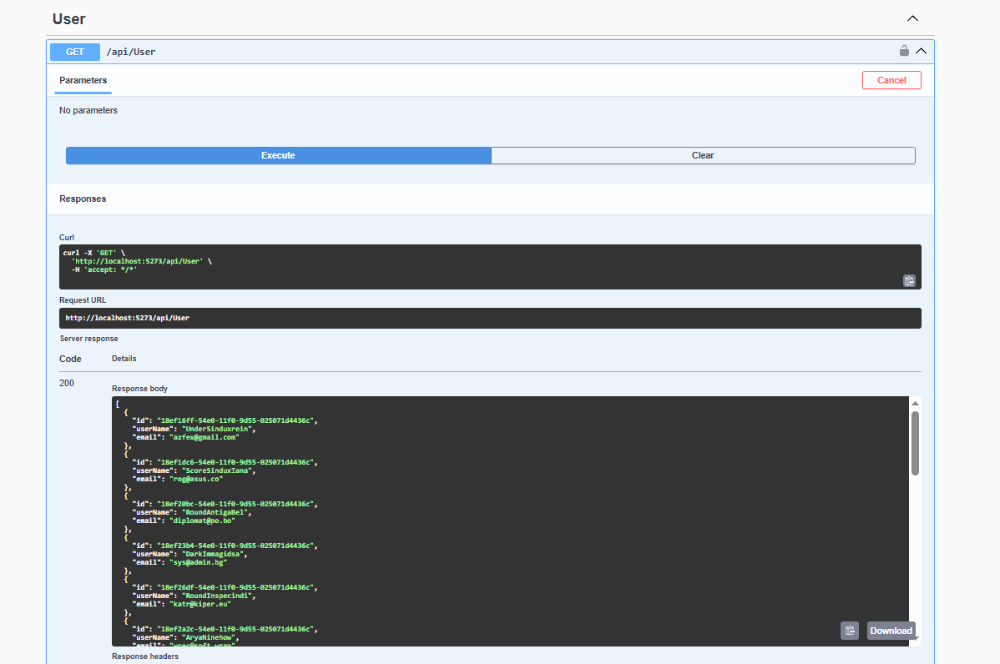 User
GET /api/User
Parameters Cancel
No parameters
Execute Clear
Responses
Curl
curl -X 'GET' \
'http://localhost:5273/api/User' \
-H 'accept: */*'
Request URL
http://localhost:5273/api/User
Server response
Code Details
200
Response body
[
{
"id": "18ef16ff-54e0-11f0-9d55-025071d4436c",
"userName": "UnderSinduxrein",
"email": "azfex@gmail.com"
},
{
"id": "18ef1dc6-54e0-11f0-9d55-025071d4436c",
"userName": "ScoreSinduxIana",
"email": "rog@asus.co"
},
{
"id": "18ef20bc-54e0-11f0-9d55-025071d4436c",
"userName": "RoundAntigaBel",
"email": "diplomat@po.bo"
},
{
"id": "18ef23b4-54e0-11f0-9d55-025071d4436c",
"userName": "DarkImmagidsa",
"email": "sys@admin.bg"
},
{
"id": "18ef26df-54e0-11f0-9d55-025071d4436c",
"userName": "RoundInspecindi",
"email": "katr@kiper.eu"
},
{
"id": "18ef2a2c-54e0-11f0-9d55-025071d4436c",
"userName": "AryaNinehow",
"email":
Download
Response headers